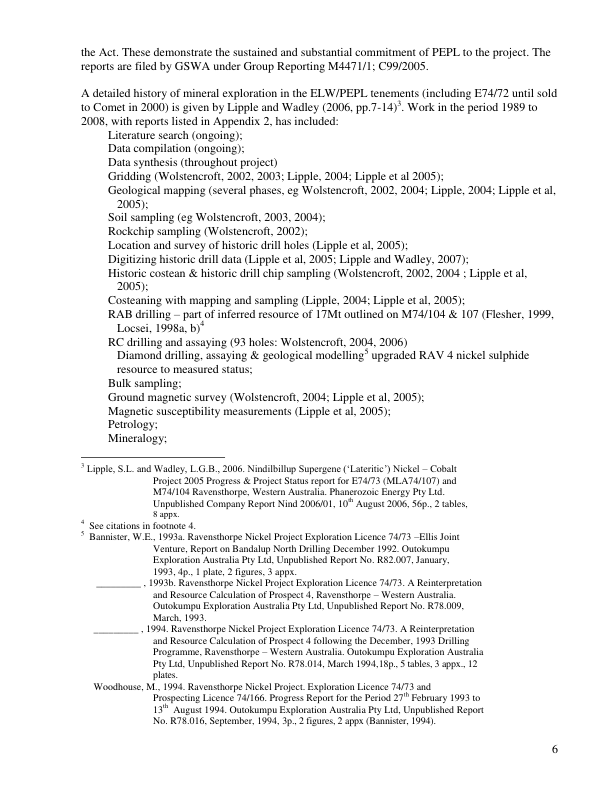 the Act. These demonstrate the sustained and substantial commitment of PEPL to the project. The
reports are filed by GSWA under Group Reporting M4471/1; C99/2005.
A detailed history of mineral exploration in the ELW/PEPL tenements (including E74/72 until sold
to Comet in 2000) is given by Lipple and Wadley (2006, pp.7-14)3. Work in the period 1989 to
2008, with reports listed in Appendix 2, has included:
Literature search (ongoing);
Data compilation (ongoing);
Data synthesis (throughout project)
Gridding (Wolstencroft, 2002, 2003; Lipple, 2004; Lipple et al 2005);
Geological mapping (several phases, eg Wolstencroft, 2002, 2004; Lipple, 2004; Lipple et al,
2005);
Soil sampling (eg Wolstencroft, 2003, 2004);
Rockchip sampling (Wolstencroft, 2002);
Location and survey of historic drill holes (Lipple et al, 2005);
Digitizing historic drill data (Lipple et al, 2005; Lipple and Wadley, 2007);
Historic costean & historic drill chip sampling (Wolstencroft, 2002, 2004 ; Lipple et al,
2005);
Costeaning with mapping and sampling (Lipple, 2004; Lipple et al, 2005);
RAB drilling – part of inferred resource of 17Mt outlined on M74/104 & 107 (Flesher, 1999,
Locsei, 1998a, b)4
RC drilling and assaying (93 holes: Wolstencroft, 2004, 2006)
Diamond drilling, assaying & geological modelling5 upgraded RAV 4 nickel sulphide
resource to measured status;
Bulk sampling;
Ground magnetic survey (Wolstencroft, 2004; Lipple et al, 2005);
Magnetic susceptibility measurements (Lipple et al, 2005);
Petrology;
Mineralogy;
3 Lipple, S.L. and Wadley, L.G.B., 2006. Nindilbillup Supergene (‘Lateritic’) Nickel – Cobalt
Project 2005 Progress & Project Status report for E74/73 (MLA74/107) and
M74/104 Ravensthorpe, Western Australia. Phanerozoic Energy Pty Ltd.
Unpublished Company Report Nind 2006/01, 10th August 2006, 56p., 2 tables,
8 appx.
4 See citations in footnote 4.
5 Bannister, W.E., 1993a. Ravensthorpe Nickel Project Exploration Licence 74/73 –Ellis Joint
Venture, Report on Bandalup North Drilling December 1992. Outokumpu
Exploration Australia Pty Ltd, Unpublished Report No. R82.007, January,
1993, 4p., 1 plate, 2 figures, 3 appx.
_________ , 1993b. Ravensthorpe Nickel Project Exploration Licence 74/73. A Reinterpretation
and Resource Calculation of Prospect 4, Ravensthorpe – Western Australia.
Outokumpu Exploration Australia Pty Ltd, Unpublished Report No. R78.009,
March, 1993.
_________ , 1994. Ravensthorpe Nickel Project Exploration Licence 74/73. A Reinterpretation
and Resource Calculation of Prospect 4 following the December, 1993 Drilling
Programme, Ravensthorpe – Western Australia. Outokumpu Exploration Australia
Pty Ltd, Unpublished Report No. R78.014, March 1994,18p., 5 tables, 3 appx., 12
plates.
Woodhouse, M., 1994. Ravensthorpe Nickel Project. Exploration Licence 74/73 and
Prospecting Licence 74/166. Progress Report for the Period 27th February 1993 to
13th August 1994. Outokumpu Exploration Australia Pty Ltd, Unpublished Report
No. R78.016, September, 1994, 3p., 2 figures, 2 appx (Bannister, 1994).
6